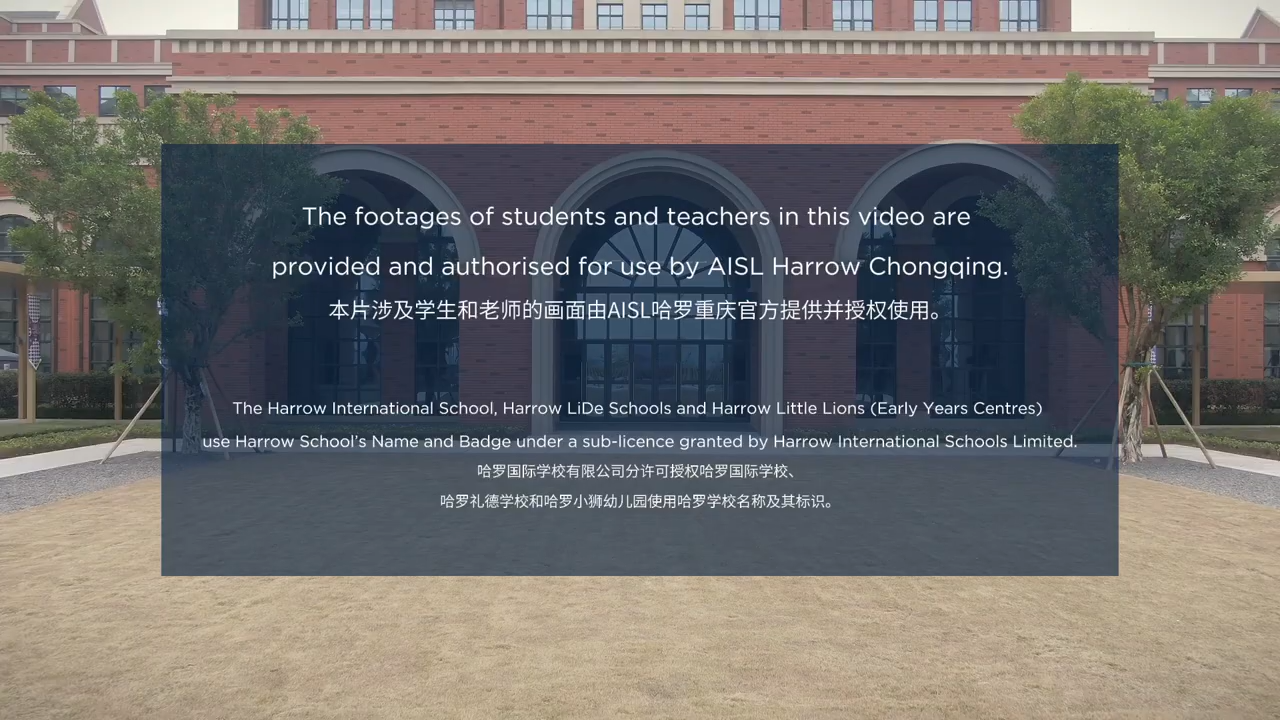 The footages of students and teachers in this video are
provided and authorised for use by AISL Harrow Chongqing.
本片涉及学生和老师的画面由AISL哈罗重庆官方提供并授权使用。
The Harrow International School, Harrow LiDe Schools and Harrow Little Lions (Early Years Centres)
use Harrow School's Name and Badge under a sub-licence granted by Harrow International Schools Limited.
哈罗国际学校有限公司分许可授权哈罗国际学校、
哈罗礼德学校和哈罗小狮幼儿园使用哈罗学校名称及其标识。